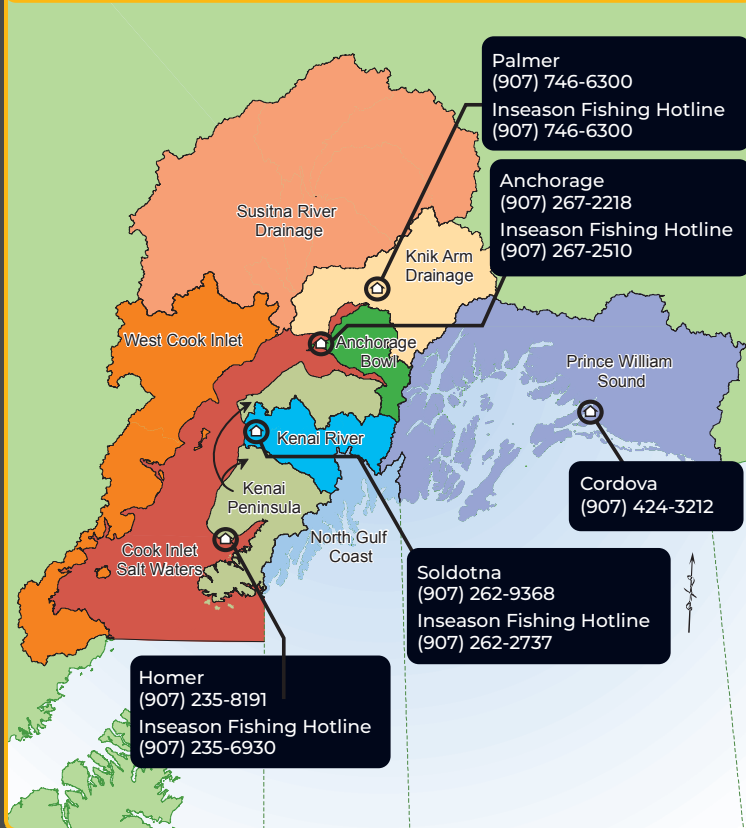 Palmer
(907) 746-6300
Inseason Fishing Hotline
(907) 746-6300
Anchorage
(907) 267-2218
Inseason Fishing Hotline
(907) 267-2510
Susitna River
Drainage
Knik Arm
Drainage
West Cook Inlet
Anchorage
Bowl
Prince William
Sound
Kenai River
Kenai
Peninsula
North Gulf
Coast
Cook Inlet
Salt Waters
Cordova
(907) 424-3212
Soldotna
(907) 262-9368
Inseason Fishing Hotline
(907) 262-2737
Homer
(907) 235-8191
Inseason Fishing Hotline
(907) 235-6930